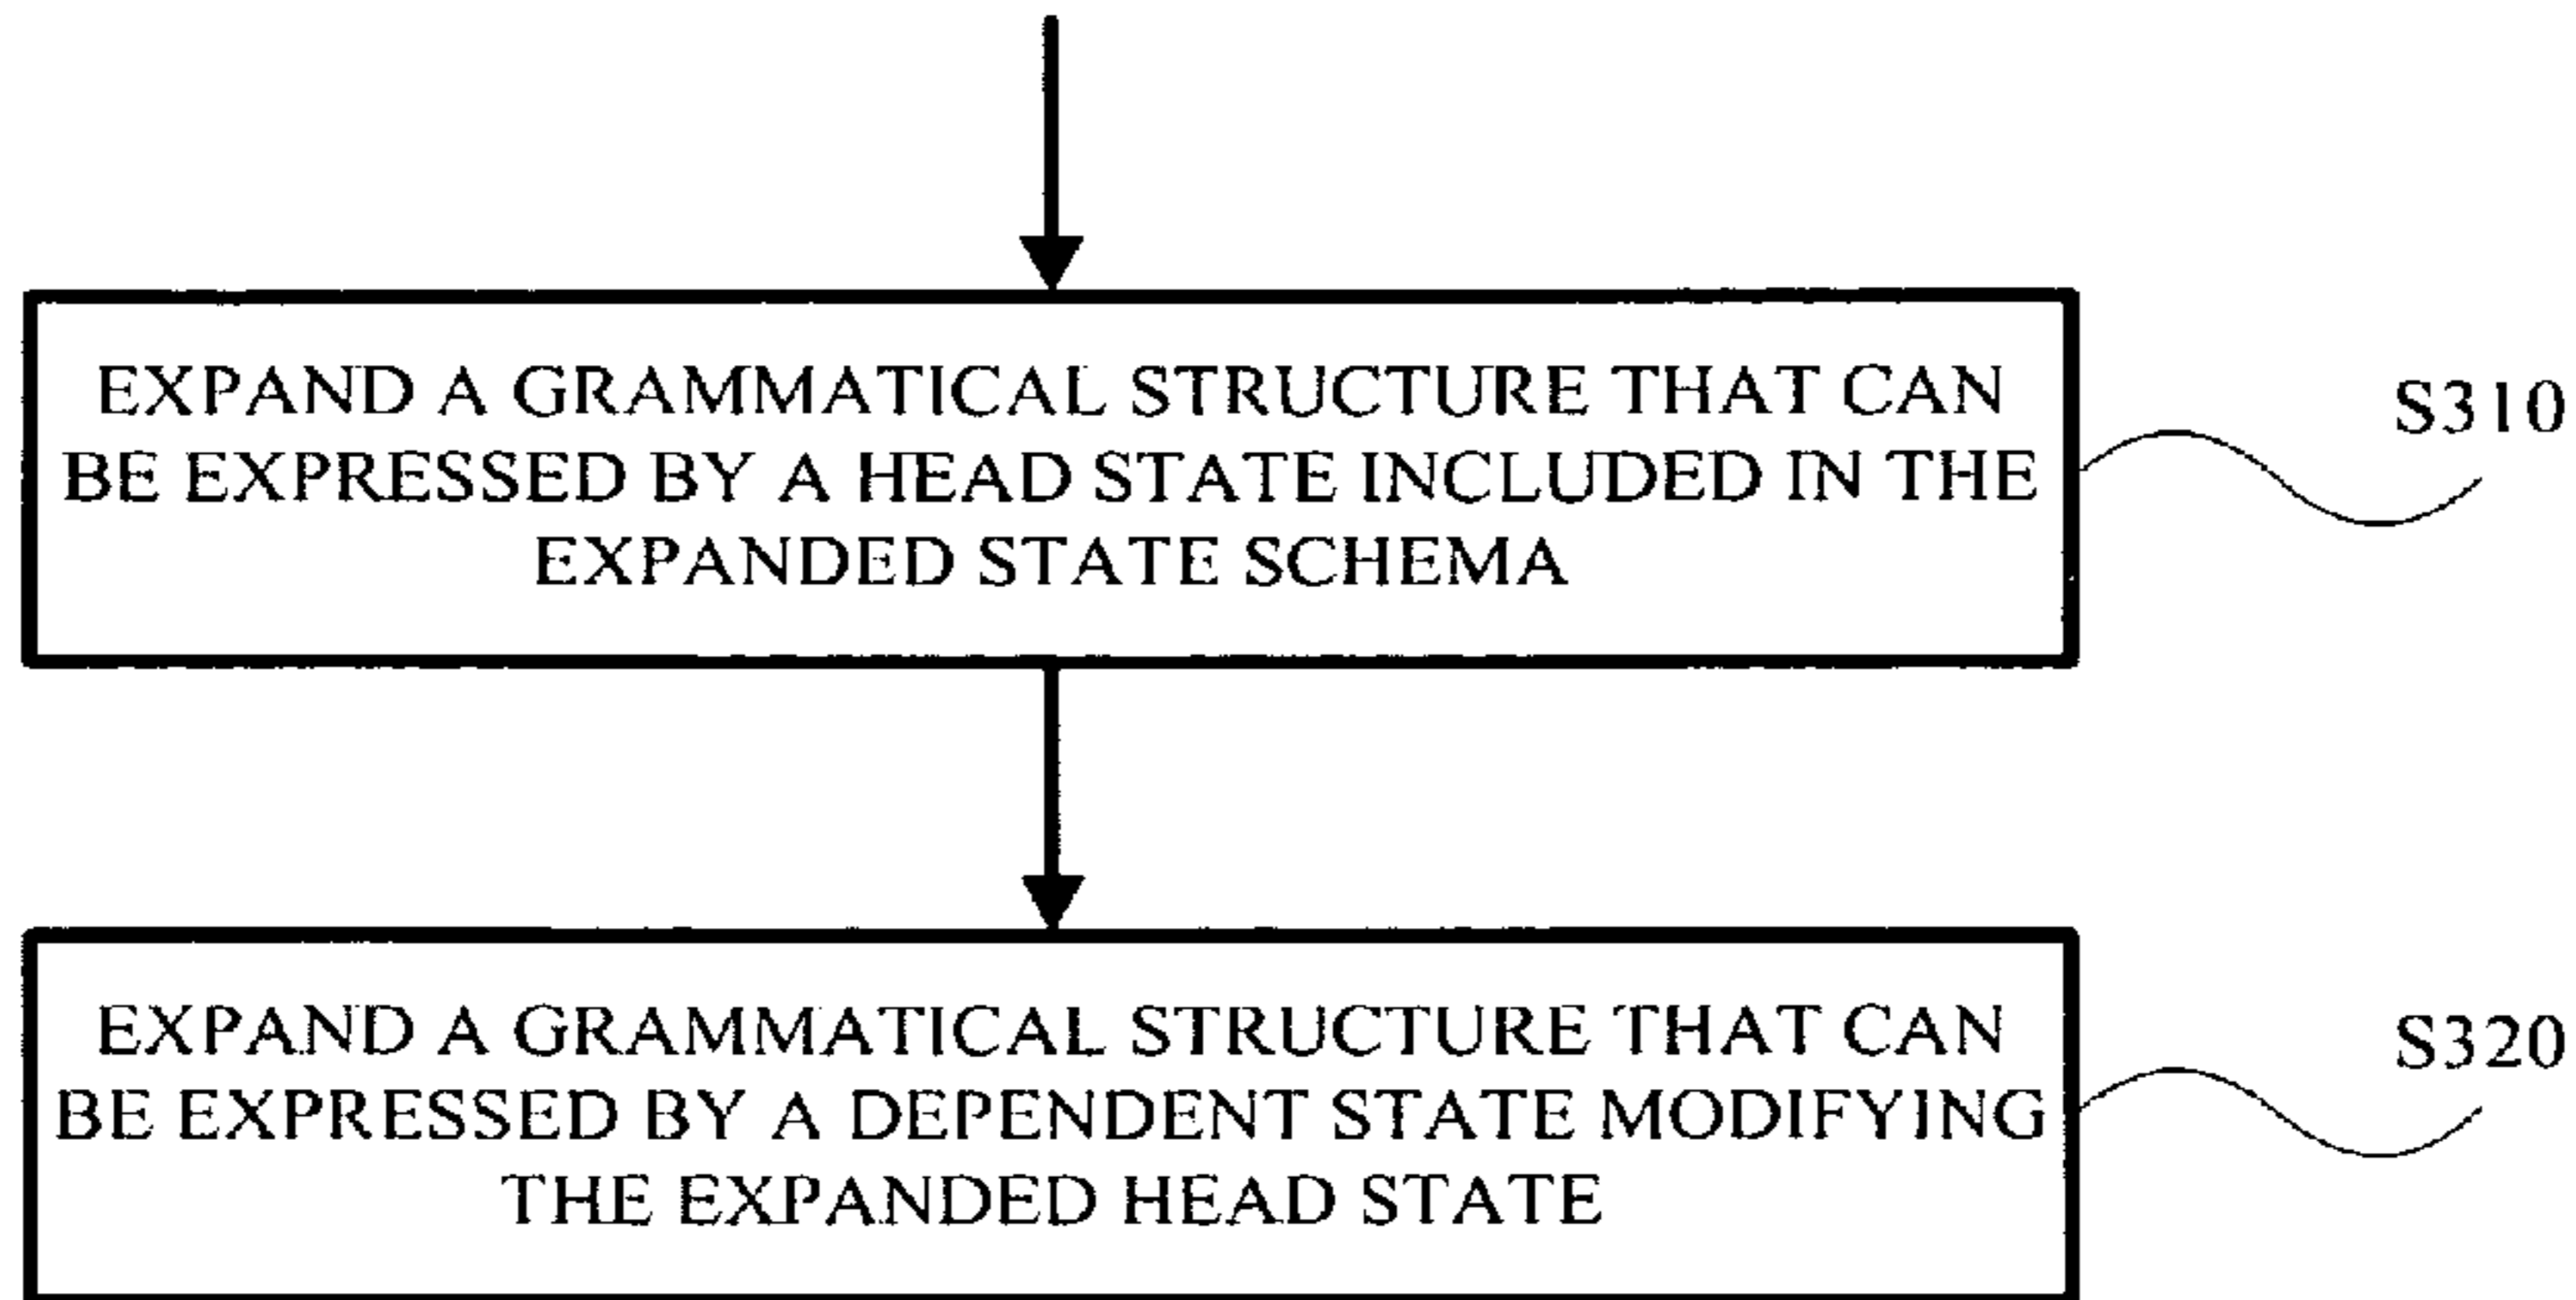 EXPAND A GRAMMATICAL STRUCTURE THAT CAN
BE EXPRESSED BY A HEAD STATE INCLUDED IN THE
EXPANDED STATE SCHEMA
S310
EXPAND A GRAMMATICAL STRUCTURE THAT CAN
BE EXPRESSED BY A DEPENDENT STATE MODIFYING
THE EXPANDED HEAD STATE
S320